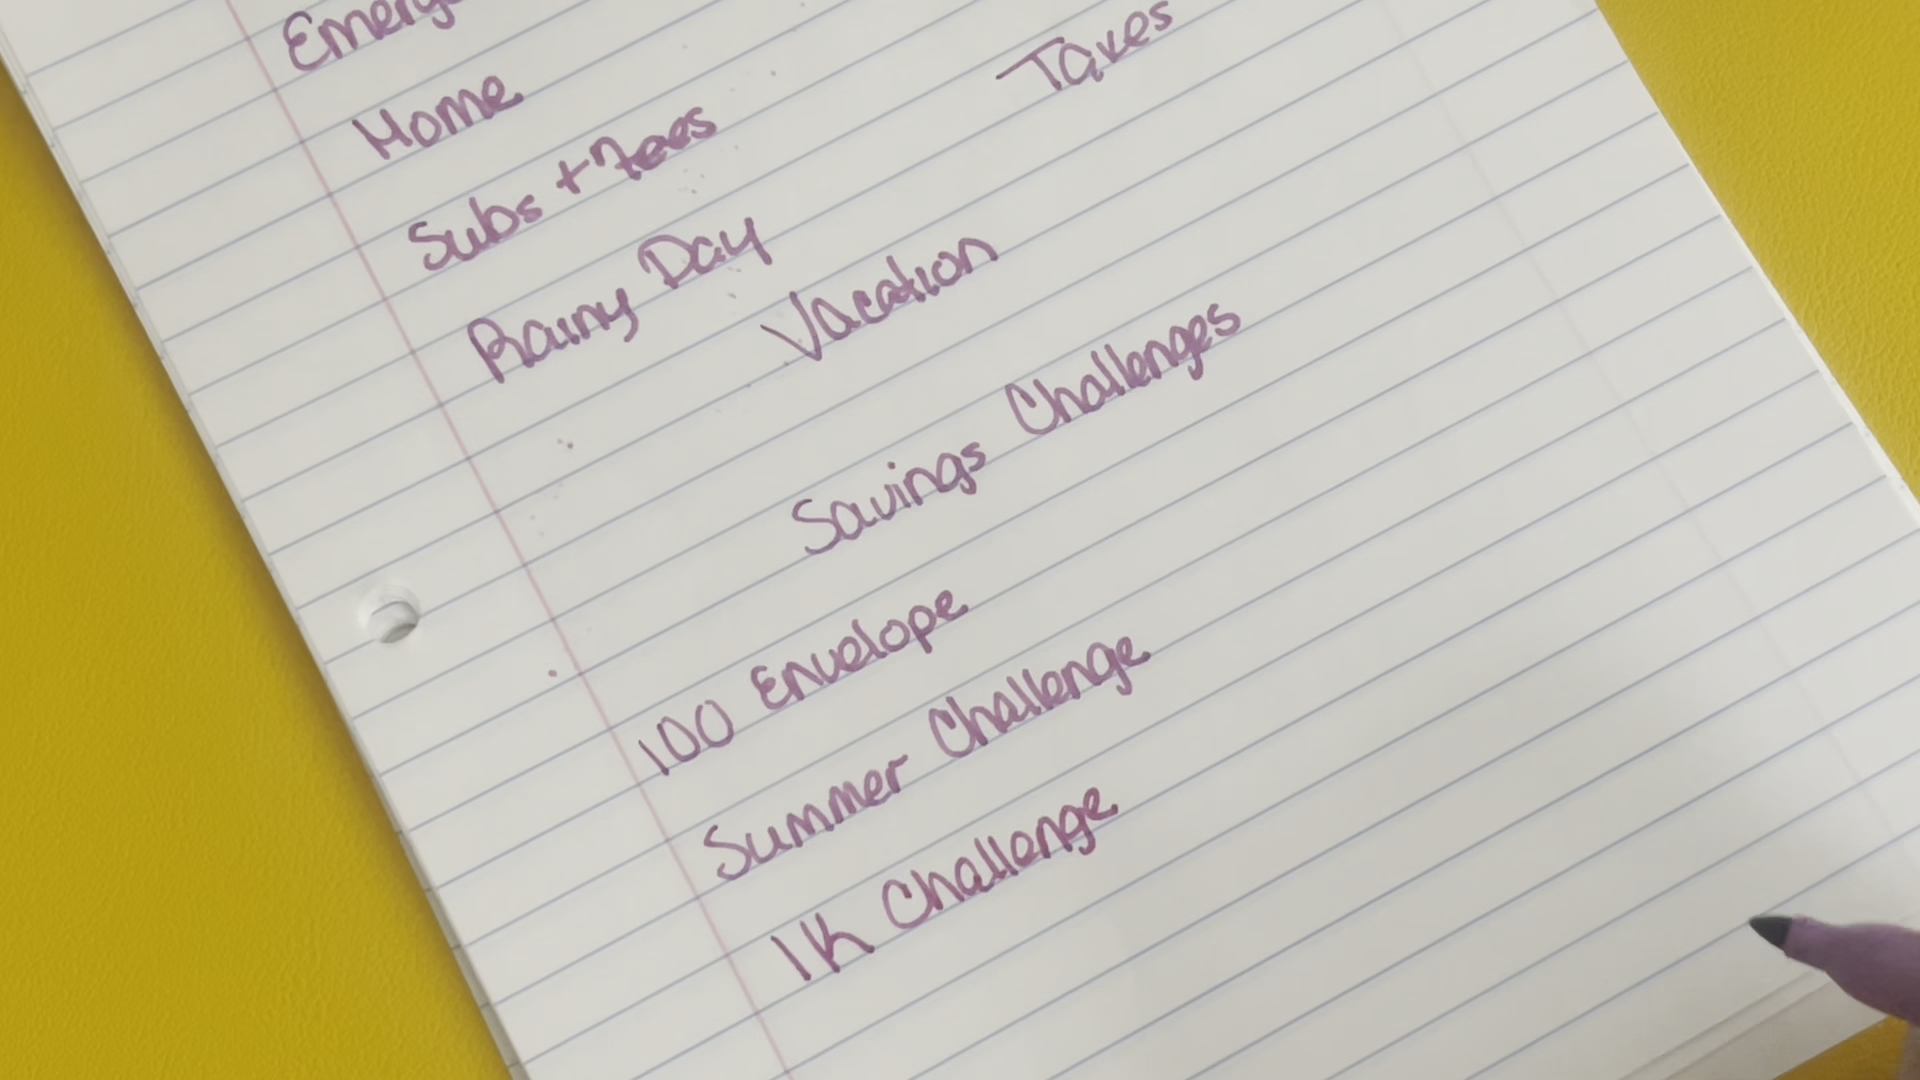 Home
Subs + Fees
Taxes
Rainy Day
Vacation
Savings Challenges
100 Envelope
Summer Challenge
1K Challenge